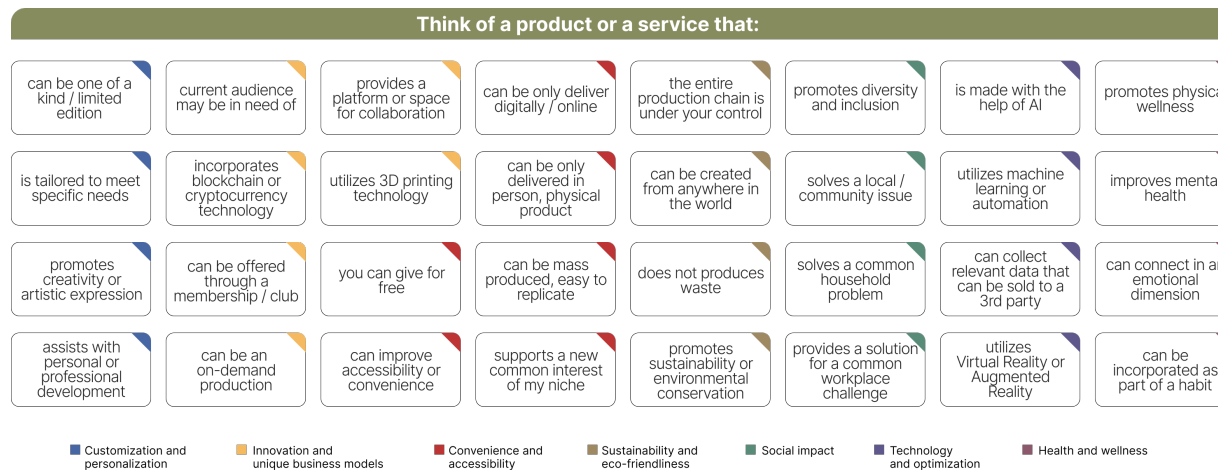 Think of a product or a service that:
can be one of a
kind / limited
edition
current audience
may be in need of
provides a
platform or space
for collaboration
can be only deliver
digitally / online
the entire
production chain is
under your control
promotes diversity
and inclusion
is made with the
help of AI
promotes physica
wellness
is tailored to meet
specific needs
incorporates
blockchain or
cryptocurrency
technology
utilizes 3D printing
technology
can be only
delivered in
person, physical
product
can be created
from anywhere in
the world
solves a local /
community issue
utilizes machine
learning or
automation
improves menta
health
promotes
creativity or
artistic expression
can be offered
through a
membership / club
you can give for
free
can be mass
produced, easy to
replicate
does not produces
waste
solves a common
household
problem
can collect
relevant data that
can be sold to a
3rd party
can connect in a
emotional
dimension
assists with
personal or
professional
development
can be an
on-demand
production
can improve
accessibility or
convenience
supports a new
common interest
of my niche
promotes
sustainability or
environmental
conservation
provides a solution
for a common
workplace
challenge
utilizes
Virtual Reality or
Augmented
Reality
can be
incorporated as
part of a habit
Customization and
personalization
Innovation and
unique business models
Convenience and
accessibility
Sustainability and
eco-friendliness
Social impact
Technology
and optimization
Health and wellness